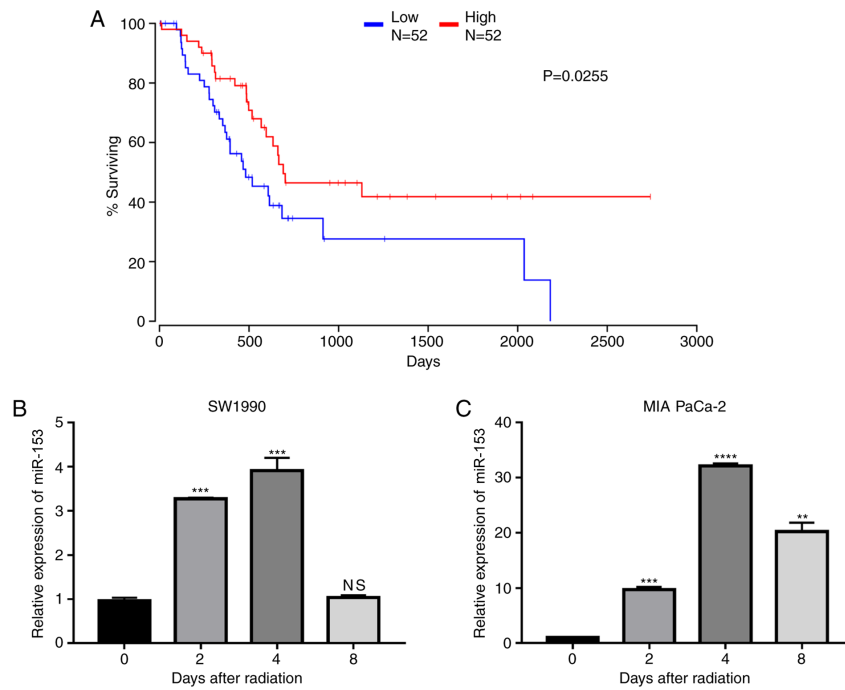 A
Low
N=52
High
N=52
P=0.0255
% Surviving
100
80
60
40
20
0
0 500 1000 1500 2000 2500 3000
Days
B
SW1990
Relative expression of miR-153
5
4
3
2
1
0
***
***
NS
0 2 4 8
Days after radiation
C
MIA PaCa-2
Relative expression of miR-153
40
30
20
10
0
***
****
**
0 2 4 8
Days after radiation